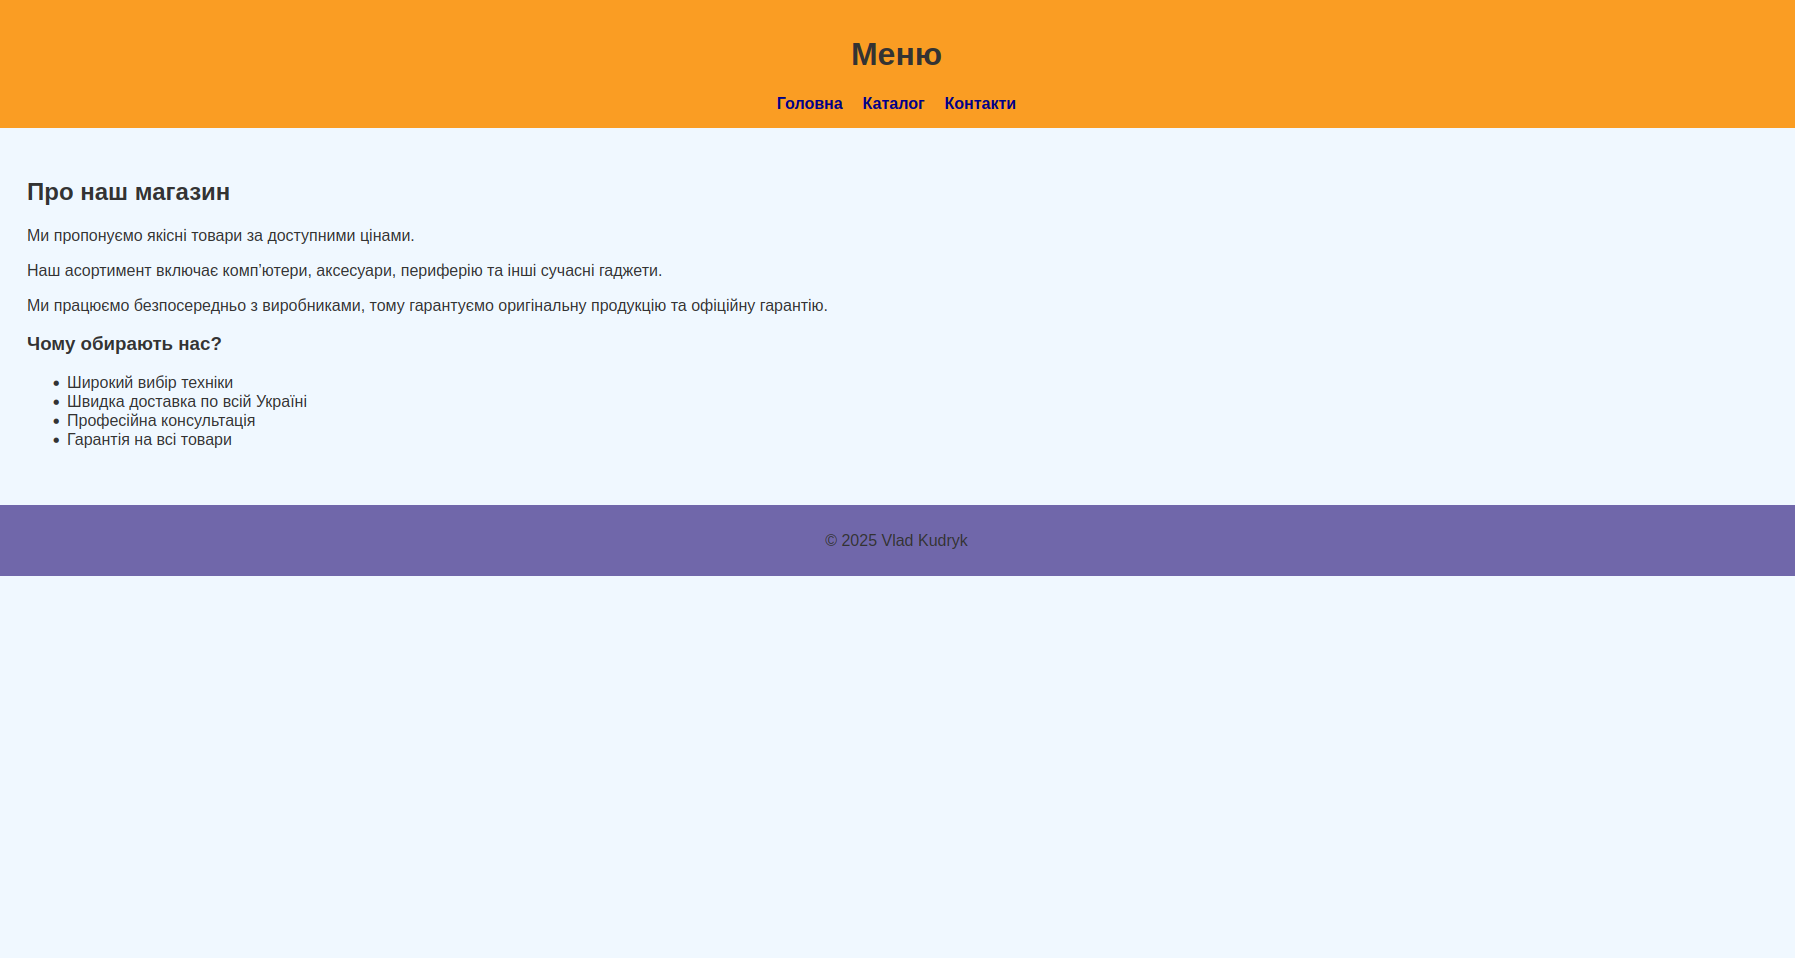 Меню
Головна Каталог Контакти
Про наш магазин
Ми пропонуємо якісні товари за доступними цінами.
Наш асортимент включає комп’ютери, аксесуари, периферію та інші сучасні гаджети.
Ми працюємо безпосередньо з виробниками, тому гарантуємо оригінальну продукцію та офіційну гарантію.
Чому обирають нас?
• Широкий вибір техніки
• Швидка доставка по всій Україні
• Професійна консультація
• Гарантія на всі товари
© 2025 Vlad Kudryk